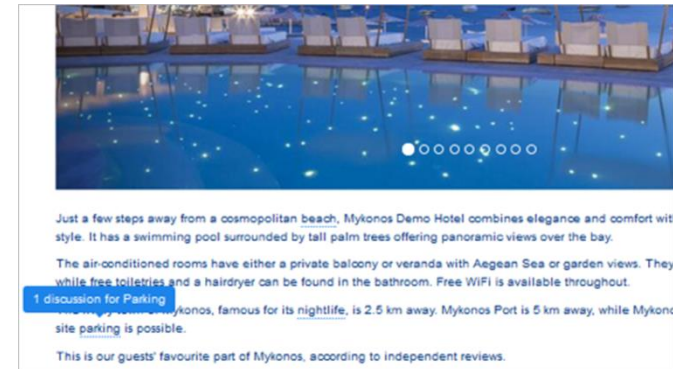 Just a few steps away from a cosmopolitan beach, Mykonos Demo Hotel combines elegance and comfort
style. It has a swimming pool surrounded by tall palm trees offering panoramic views over the bay.
The air-conditioned rooms have either a private balcony or veranda with Aegean Sea or garden views. They
while free toiletries and a hairdryer can be found in the bathroom. Free WiFi is available throughout.
1 discussion for Parking
Mykonos, famous for its nightlife, is 2.5 km away. Mykonos Port is 5 km away, while
site parking is possible.
This is our guests' favourite part of Mykonos, according to independent reviews.